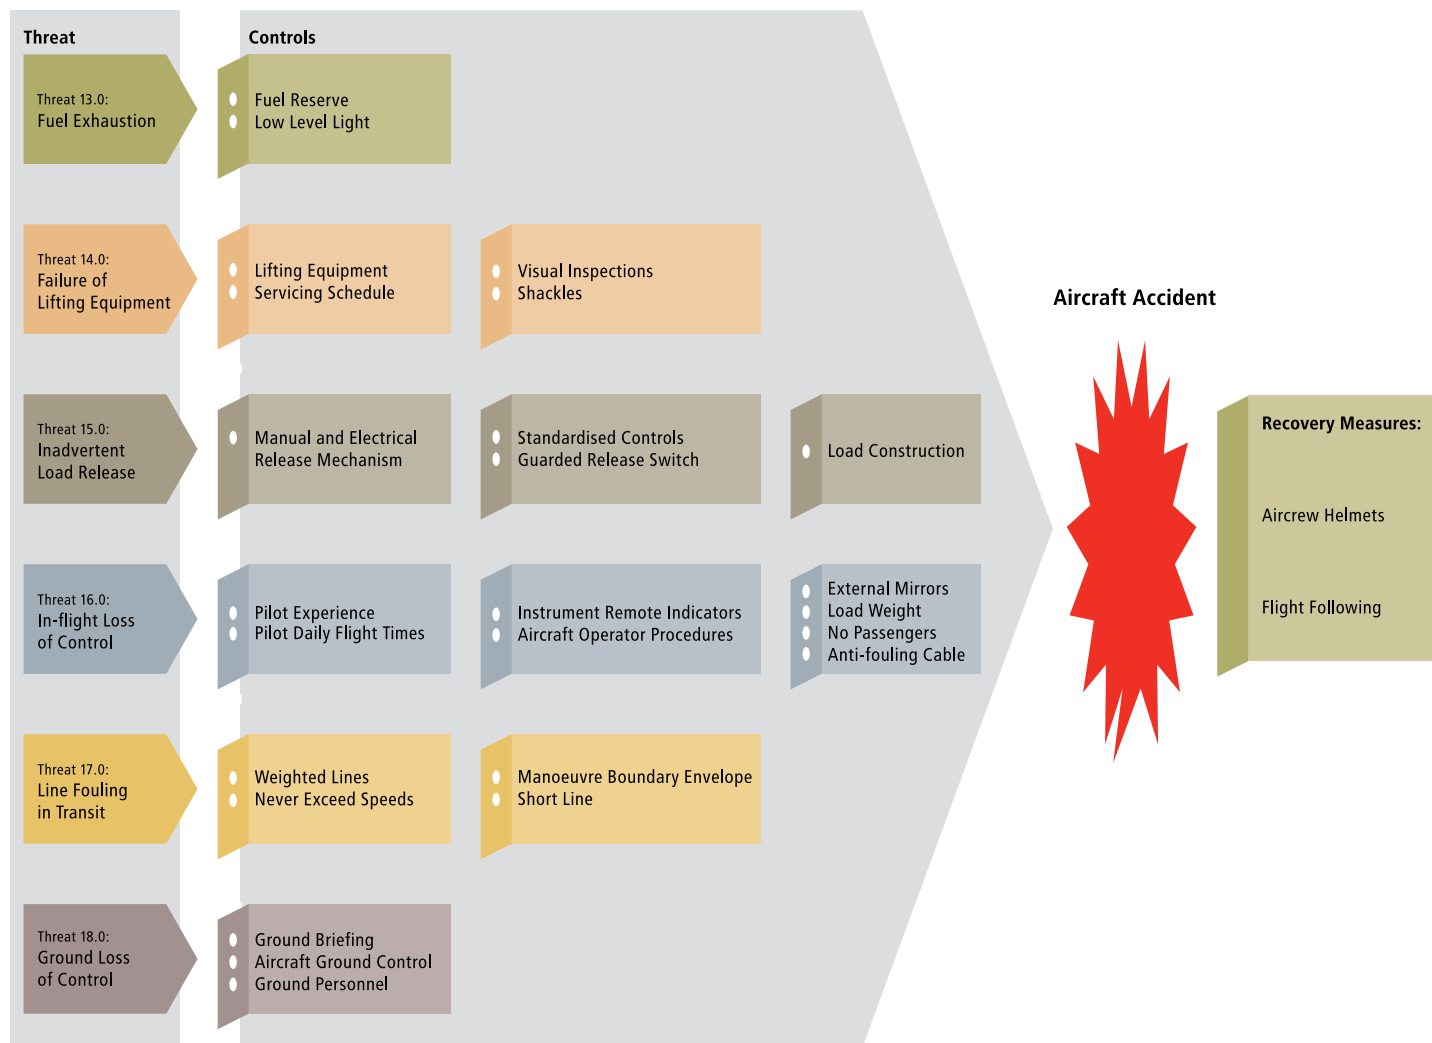 Threat
Controls
Threat 13.0:
Fuel Exhaustion
Fuel Reserve
Low Level Light
Threat 14.0:
Failure of
Lifting Equipment
Lifting Equipment
Servicing Schedule
Visual Inspections
Shackles
Threat 15.0:
Inadvertent
Load Release
Manual and Electrical
Release Mechanism
Standardised Controls
Guarded Release Switch
Load Construction
Threat 16.0:
In-flight Loss
of Control
Pilot Experience
Pilot Daily Flight Times
Instrument Remote Indicators
Aircraft Operator Procedures
External Mirrors
Load Weight
No Passengers
Anti-fouling Cable
Threat 17.0:
Line Fouling
in Transit
Weighted Lines
Never Exceed Speeds
Manoeuvre Boundary Envelope
Short Line
Threat 18.0:
Ground Loss
of Control
Ground Briefing
Aircraft Ground Control
Ground Personnel
Aircraft Accident
Recovery Measures:
Aircrew Helmets
Flight Following